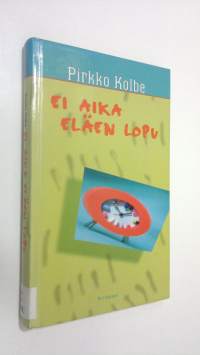 Pirkko Kolbe
EI AIKA
ELÄEN LOPU